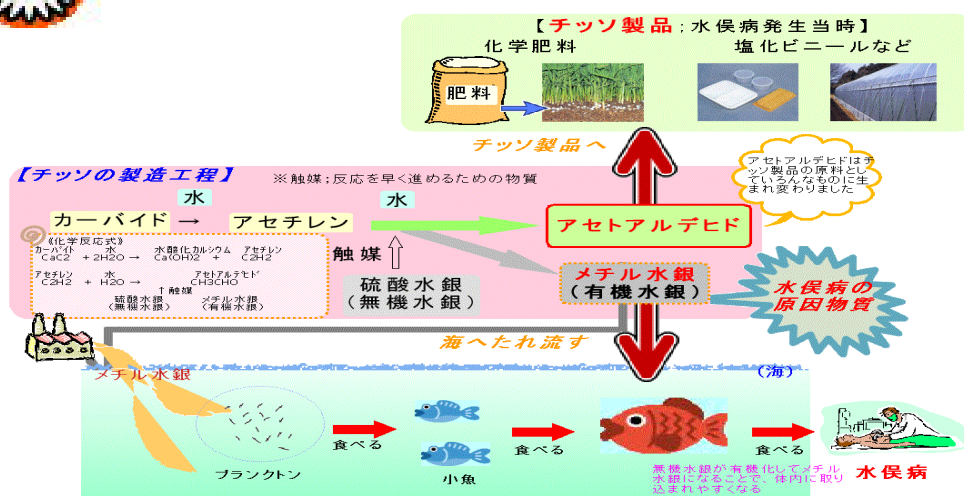 【チッソ製品;水俣病発生当時】
化学肥料
塩化ビニールなど
肥料
チッソ製品へ
アセトアルデヒドはチ
ッソ製品の原料とし
ていろんなものに生
まれ変わりました
【チッソの製造工程】
※触媒;反応を早く進めるための物質
水
水
カーバイド → アセチレン
アセトアルデヒド
《化学反応式》
カーバイト 水 水酸化カルシウム アセチレン
CaC2 + 2H2O → Ca(OH)2 + C2H2
アセチレン 水 アセトアルデヒド
C2H2 + H2O → CH3CHO
↑触媒
硫酸水銀 メチル水銀
(無機水銀) (有機水銀)
触媒
硫酸水銀
(無機水銀)
メチル水銀
(有機水銀)
水俣病の
原因物質
海へたれ流す
メチル水銀
(海)
プランクトン
食べる
小魚
食べる
食べる
水俣病
無機水銀が有機化してメチル
水銀になることで、体内に取り
込まれやすくなる